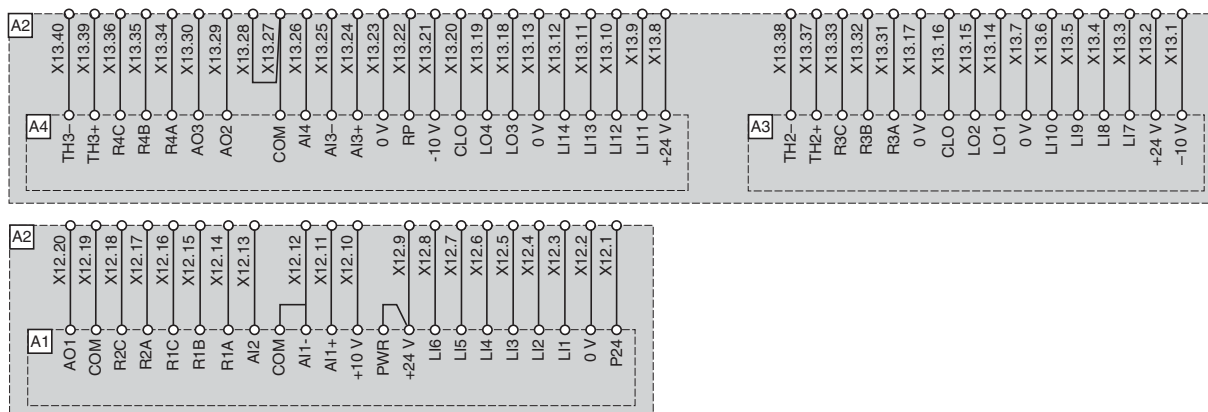 A2
X13.40 X13.39 X13.36 X13.35 X13.34 X13.30 X13.29 X13.28 X13.27 X13.26 X13.25 X13.24 X13.23 X13.22 X13.21 X13.20 X13.19 X13.18 X13.13 X13.12 X13.11 X13.10 X13.9 X13.8
A4
TH3- TH3+ R4C R4B R4A AO3 AO2 COM AI4 AI3- AI3+ 0 V RP -10 V CLO LO4 LO3 0 V LI14 LI13 LI12 LI11 +24 V
X13.38 X13.37 X13.33 X13.32 X13.31 X13.17 X13.16 X13.15 X13.14 X13.7 X13.6 X13.5 X13.4 X13.3 X13.2 X13.1
A3
TH2- TH2+ R3C R3B R3A 0 V CLO LO2 LO1 0 V LI10 LI9 LI8 LI7 +24 V –10 V
A2
X12.20 X12.19 X12.18 X12.17 X12.16 X12.15 X12.14 X12.13 X12.12 X12.11 X12.10 X12.9 X12.8 X12.7 X12.6 X12.5 X12.4 X12.3 X12.2 X12.1
A1
AO1 COM R2C R2A R1C R1B R1A AI2 COM AI1- AI1+ +10 V PWR +24 V LI6 LI5 LI4 LI3 LI2 LI1 0 V P24